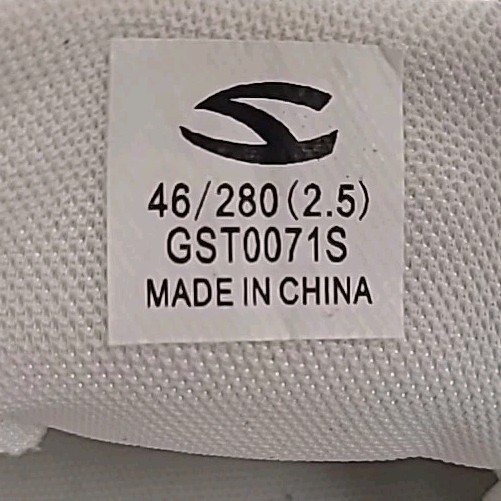 46/280(2.5)
GST0071S
MADE IN CHINA